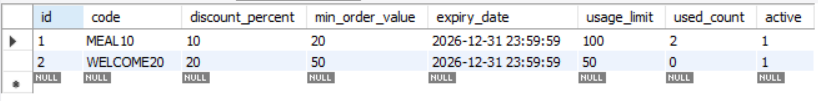 id code discount_percent min_order_value expiry_date usage_limit used_count active
1 MEAL10 10 20 2026-12-31 23:59:59 100 2 1
2 WELCOME20 20 50 2026-12-31 23:59:59 50 0 1
NULL NULL NULL NULL NULL NULL NULL NULL